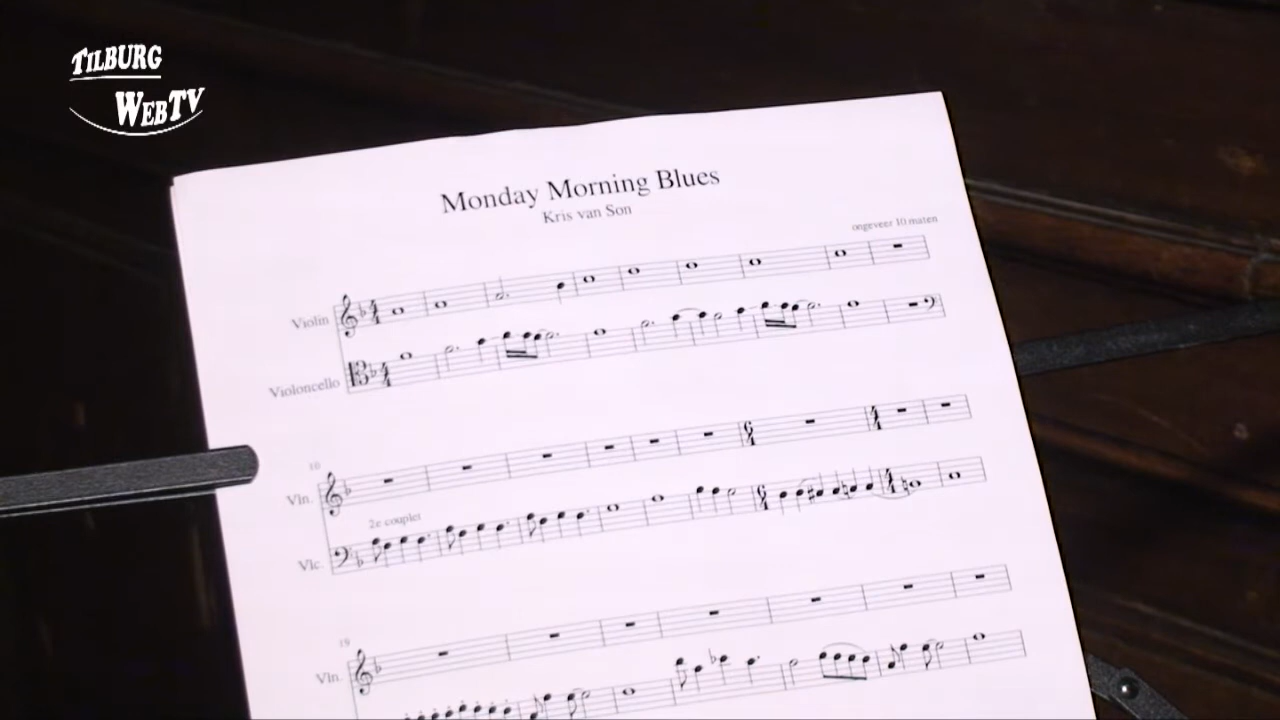 TILBURG
WEBTV
Monday Morning Blues
Kris van Son
ongeveer 10 maten
Violin
Violoncello
10
Vln.
2e couplet
Vlc.
19
Vln.